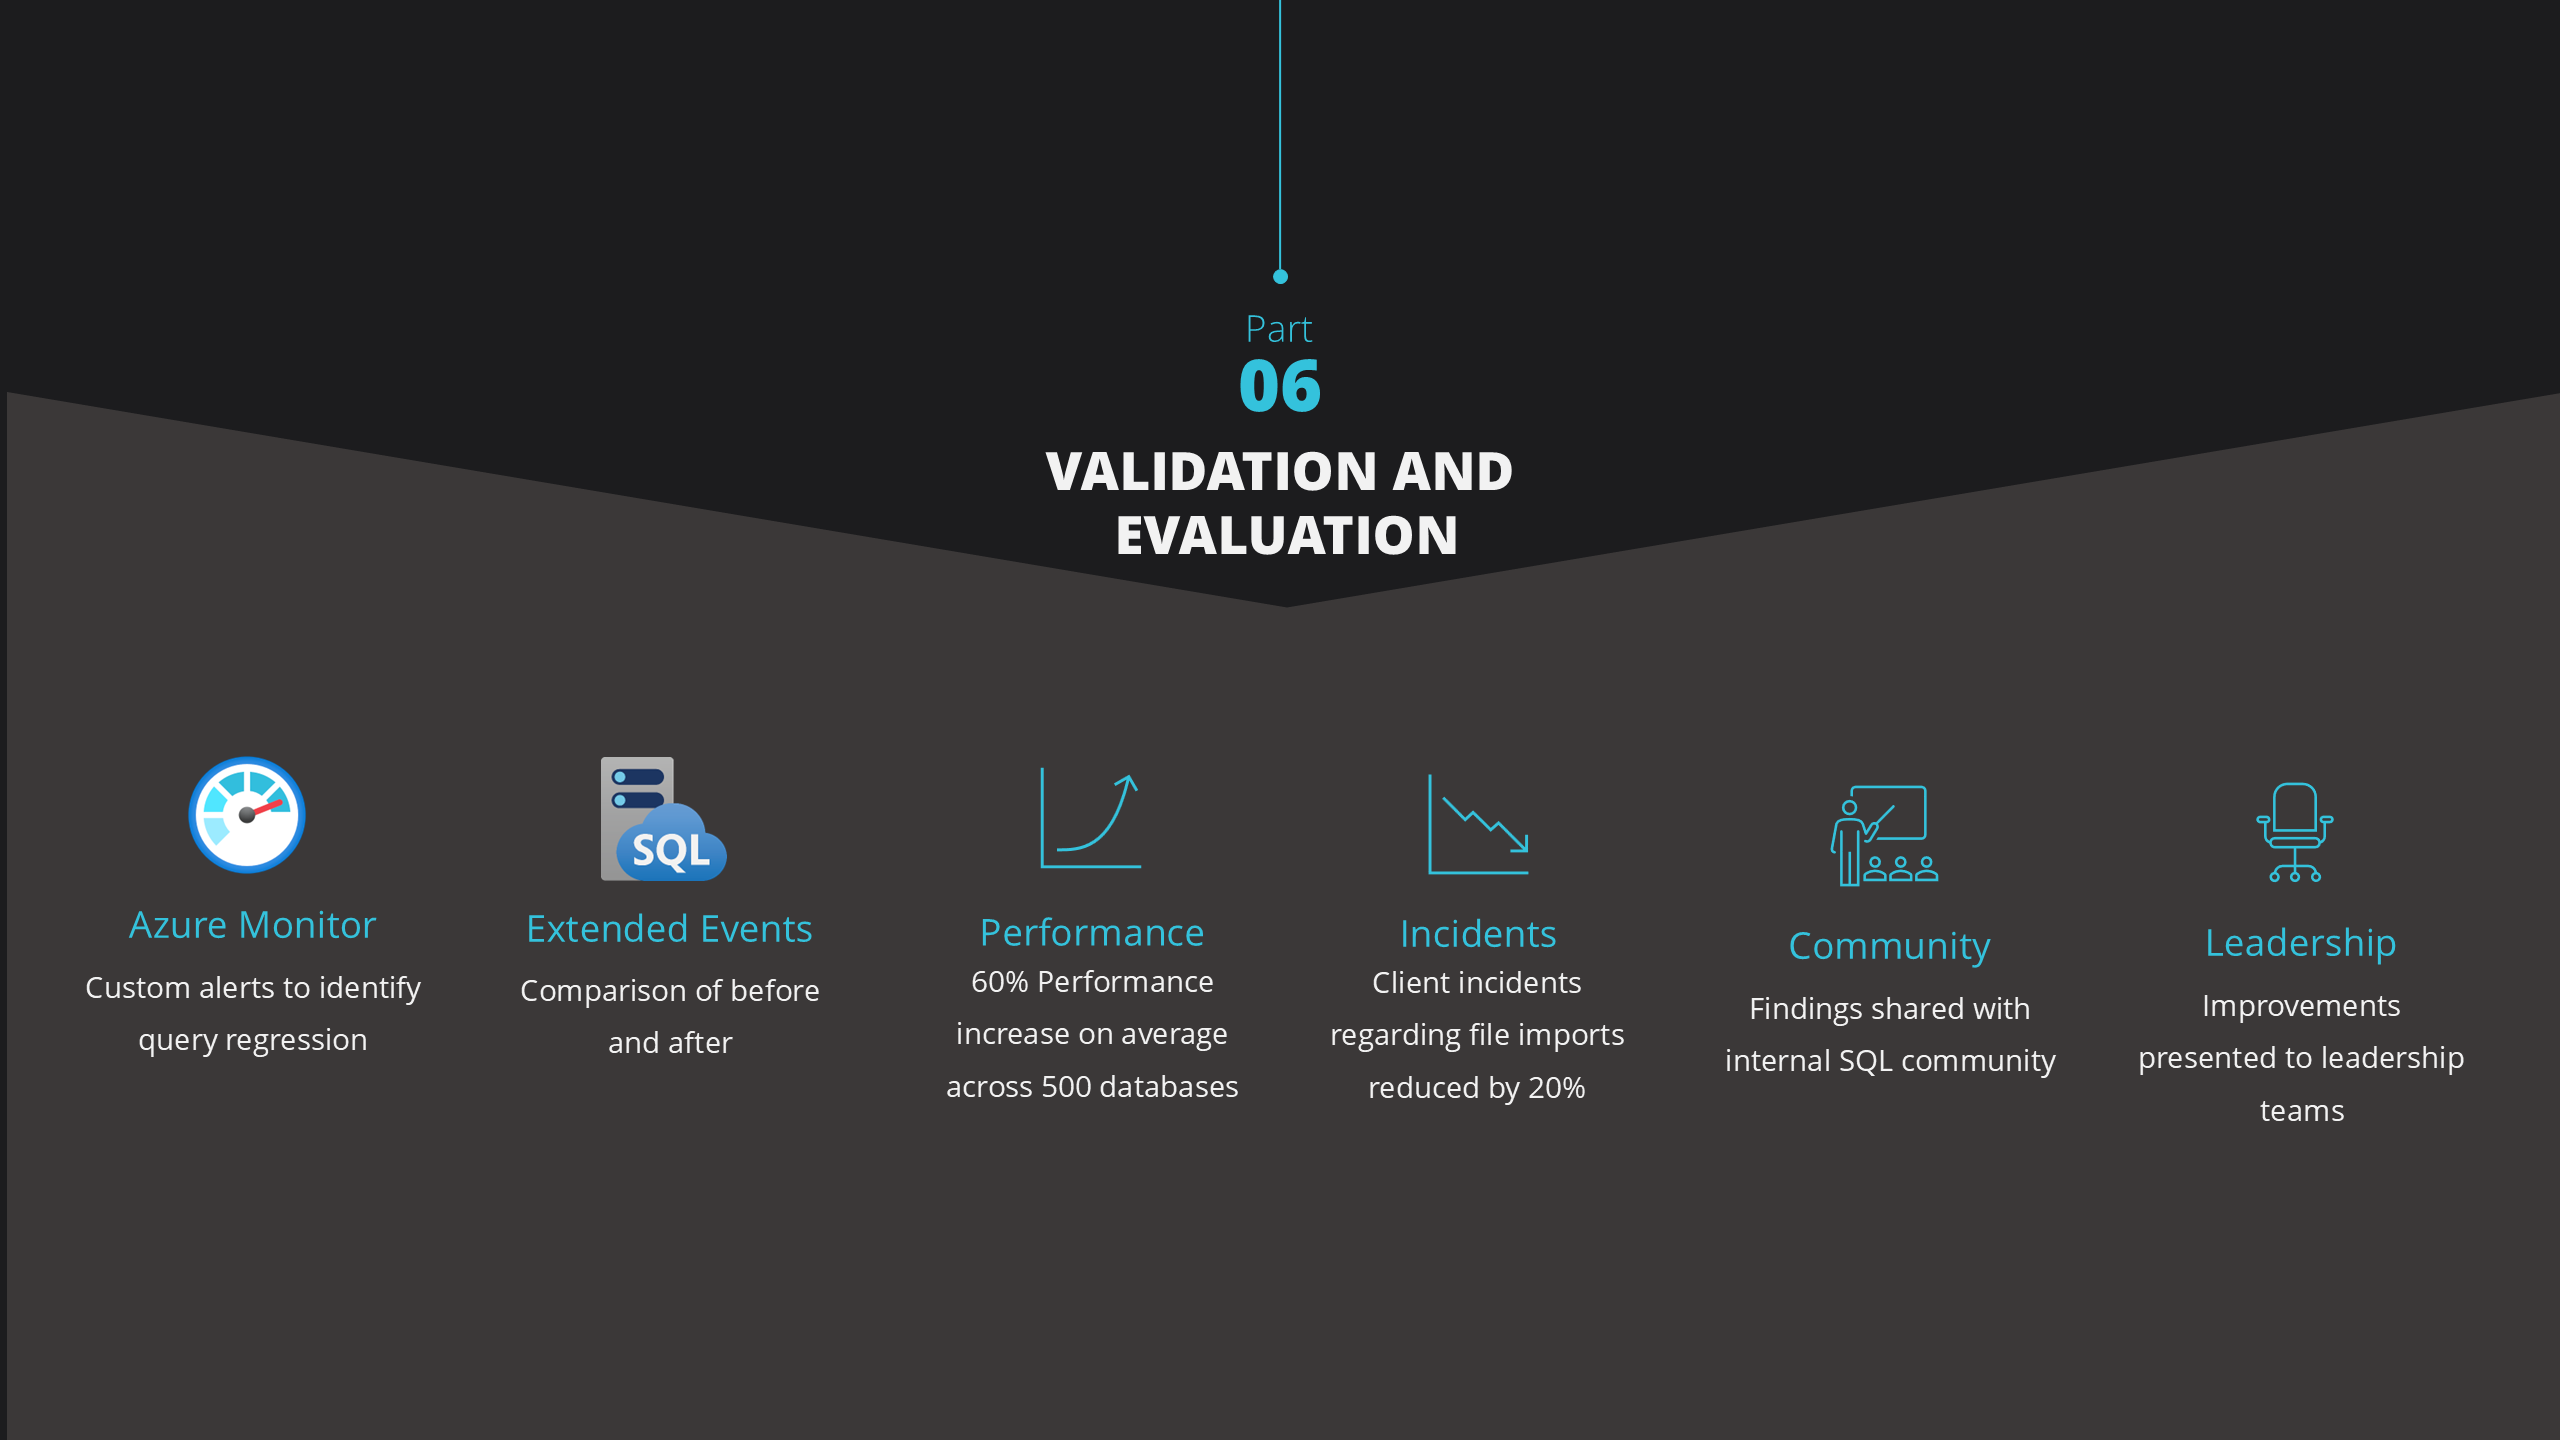 Part
06
VALIDATION AND
EVALUATION
SQL
Azure Monitor
Custom alerts to identify
query regression
Extended Events
Comparison of before
and after
Performance
60% Performance
increase on average
across 500 databases
Incidents
Client incidents
regarding file imports
reduced by 20%
Community
Findings shared with
internal SQL community
Leadership
Improvements
presented to leadership
teams